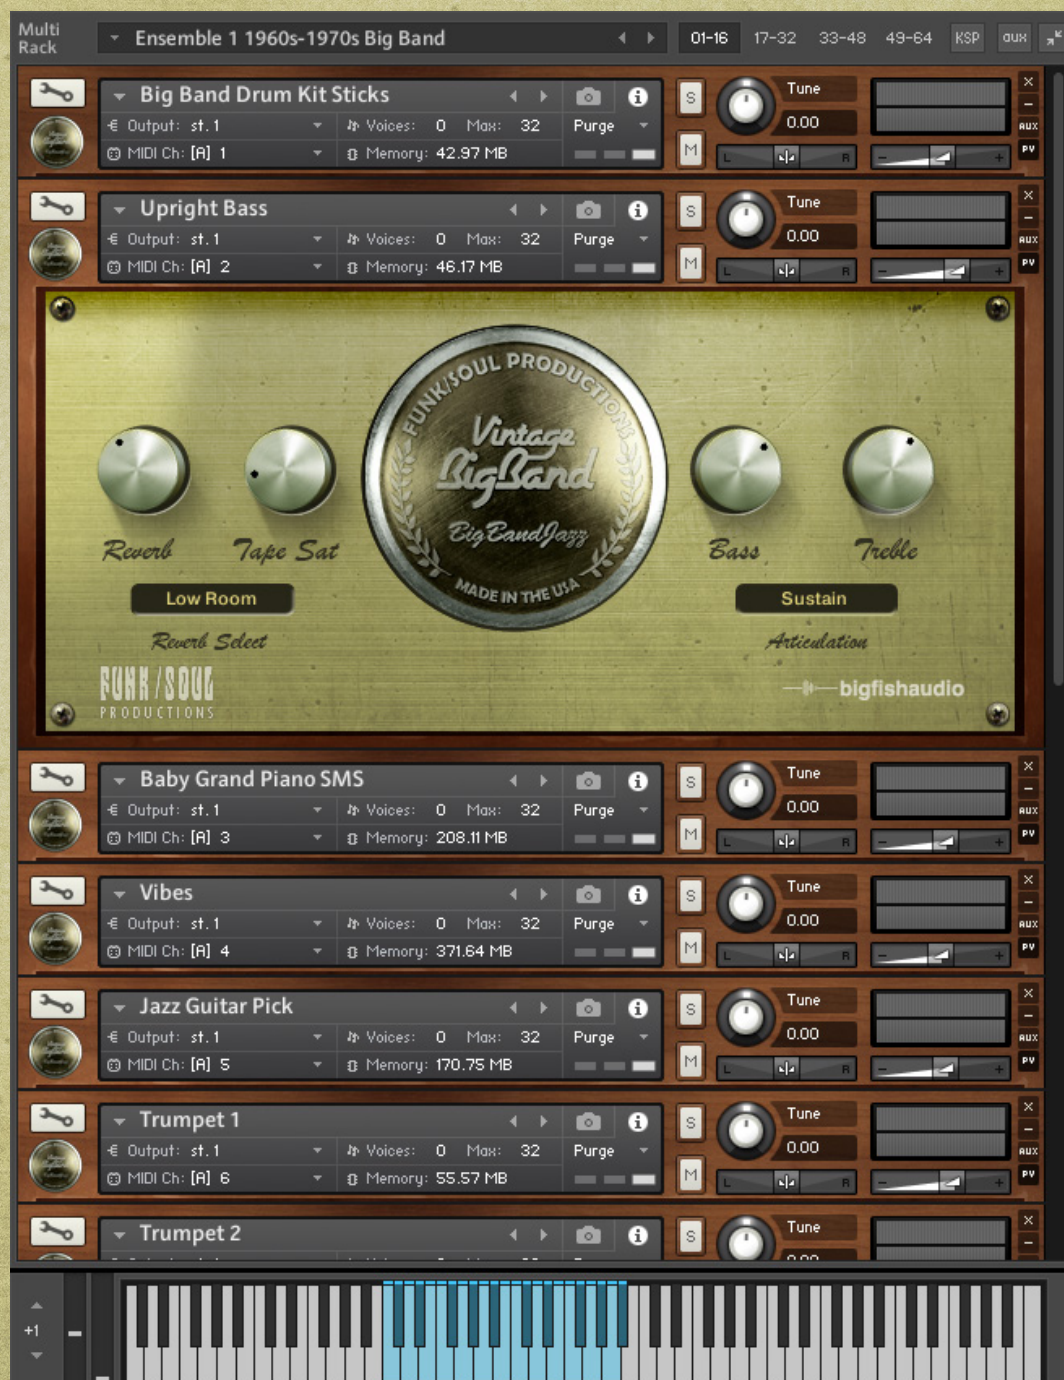 Multi
Rack
Ensemble 1 1960s-1970s Big Band
01-16 17-32 33-48 49-64 KSP aux
Big Band Drum Kit Sticks
Output: st.1 Voices: 0 Max: 32 Purge
MIDI Ch: [A] 1 Memory: 42.97 MB
S M Tune 0.00 L R - + × - AUX PV
Upright Bass
Output: st.1 Voices: 0 Max: 32 Purge
MIDI Ch: [A] 2 Memory: 46.17 MB
S M Tune 0.00 L R - + × - AUX PV
FUNK/SOUL PRODUCTIONS
Vintage
BigBand
BigBandJazz
MADE IN THE USA
Reverb Tape Sat Bass Treble
Low Room Sustain
Reverb Select Articulation
FUNK/SOUL
PRODUCTIONS
bigfishaudio
Baby Grand Piano SMS
Output: st.1 Voices: 0 Max: 32 Purge
MIDI Ch: [A] 3 Memory: 208.11 MB
S M Tune 0.00 L R - + × - AUX PV
Vibes
Output: st.1 Voices: 0 Max: 32 Purge
MIDI Ch: [A] 4 Memory: 371.64 MB
S M Tune 0.00 L R - + × - AUX PV
Jazz Guitar Pick
Output: st.1 Voices: 0 Max: 32 Purge
MIDI Ch: [A] 5 Memory: 170.75 MB
S M Tune 0.00 L R - + × - AUX PV
Trumpet 1
Output: st.1 Voices: 0 Max: 32 Purge
MIDI Ch: [A] 6 Memory: 55.57 MB
S M Tune 0.00 L R - + × - AUX PV
Trumpet 2
S Tune × -
+1